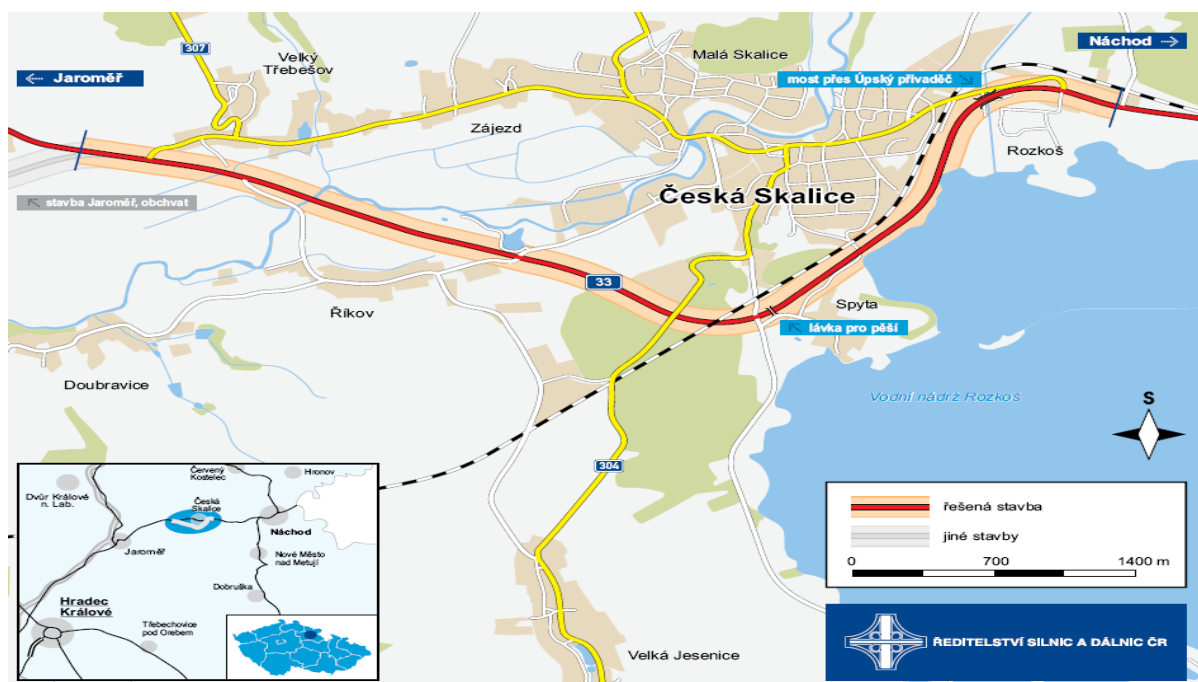 307
Velký
Třebešov
Malá Skalice
Náchod
Jaroměř
most přes Úpský přivaděč
Zájezd
Rozkoš
Česká Skalice
stavba Jaroměř, obchvat
33
Říkov
Spyta
lávka pro pěší
Doubravice
Vodní nádrž Rozkoš
S
304
Velká Jesenice
Červený
Kostelec
Hronov
Dvůr Králové
n. Lab.
Česká
Skalice
Náchod
Jaroměř
Nové Město
nad Metují
Dobruška
Hradec
Králové
Třebechovice
pod Orebem
řešená stavba
jiné stavby
0 700 1400 m
ŘEDITELSTVÍ SILNIC A DÁLNIC ČR